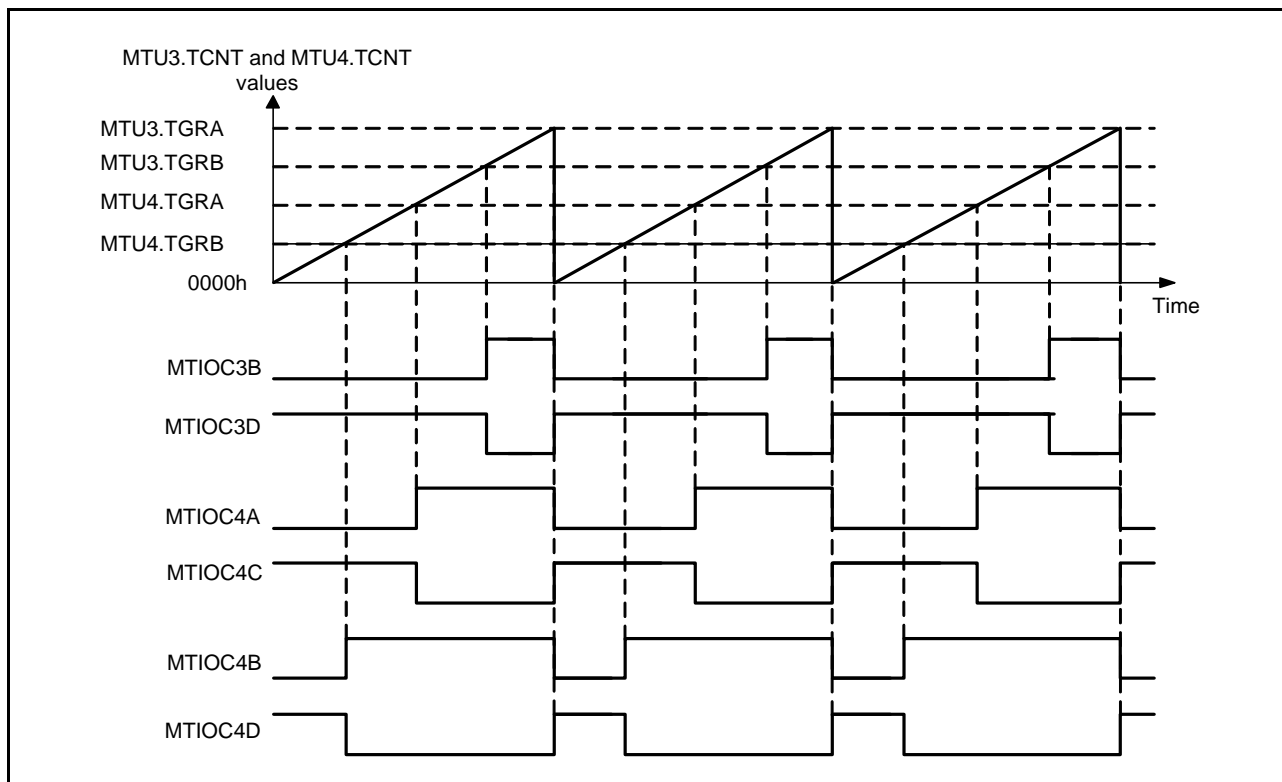 MTU3.TCNT and MTU4.TCNT
values
MTU3.TGRA
MTU3.TGRB
MTU4.TGRA
MTU4.TGRB
0000h
Time
MTIOC3B
MTIOC3D
MTIOC4A
MTIOC4C
MTIOC4B
MTIOC4D